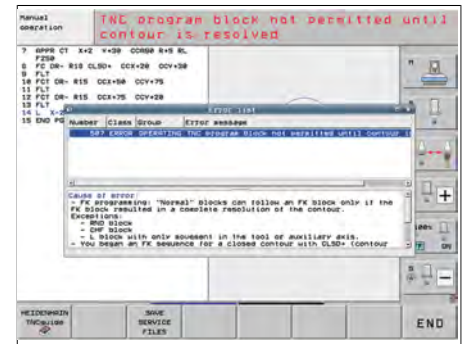 Manual
operation
TNC program block not permitted until
contour is resolved
7 APPR CT X+2 Y+30 CCA90 R+5 RL
F250
8 FC DR- R18 CLSD+ CCX+20 CCY+30
9 FLT
10 FCT DR- R15 CCX+50 CCY+75
11 FLT
12 FCT DR- R15 CCX+75 CCY+20
13 FLT
14 L X-2
15 END PG
Error list
Number Class Group Error message
507 ERROR OPERATING TNC program block not permitted until contour i
Cause of error:
- FK programming: "Normal" blocks can follow an FK block only if the
FK block resulted in a complete resolution of the contour.
Exceptions:
- RND block
- CHF block
- L block with only movement in the tool or auxiliary axis.
- You began an FK sequence for a closed contour with CLSD+ (contour
M
S
HEIDENHAIN
TNCguide
SAVE
SERVICE
FILES
END